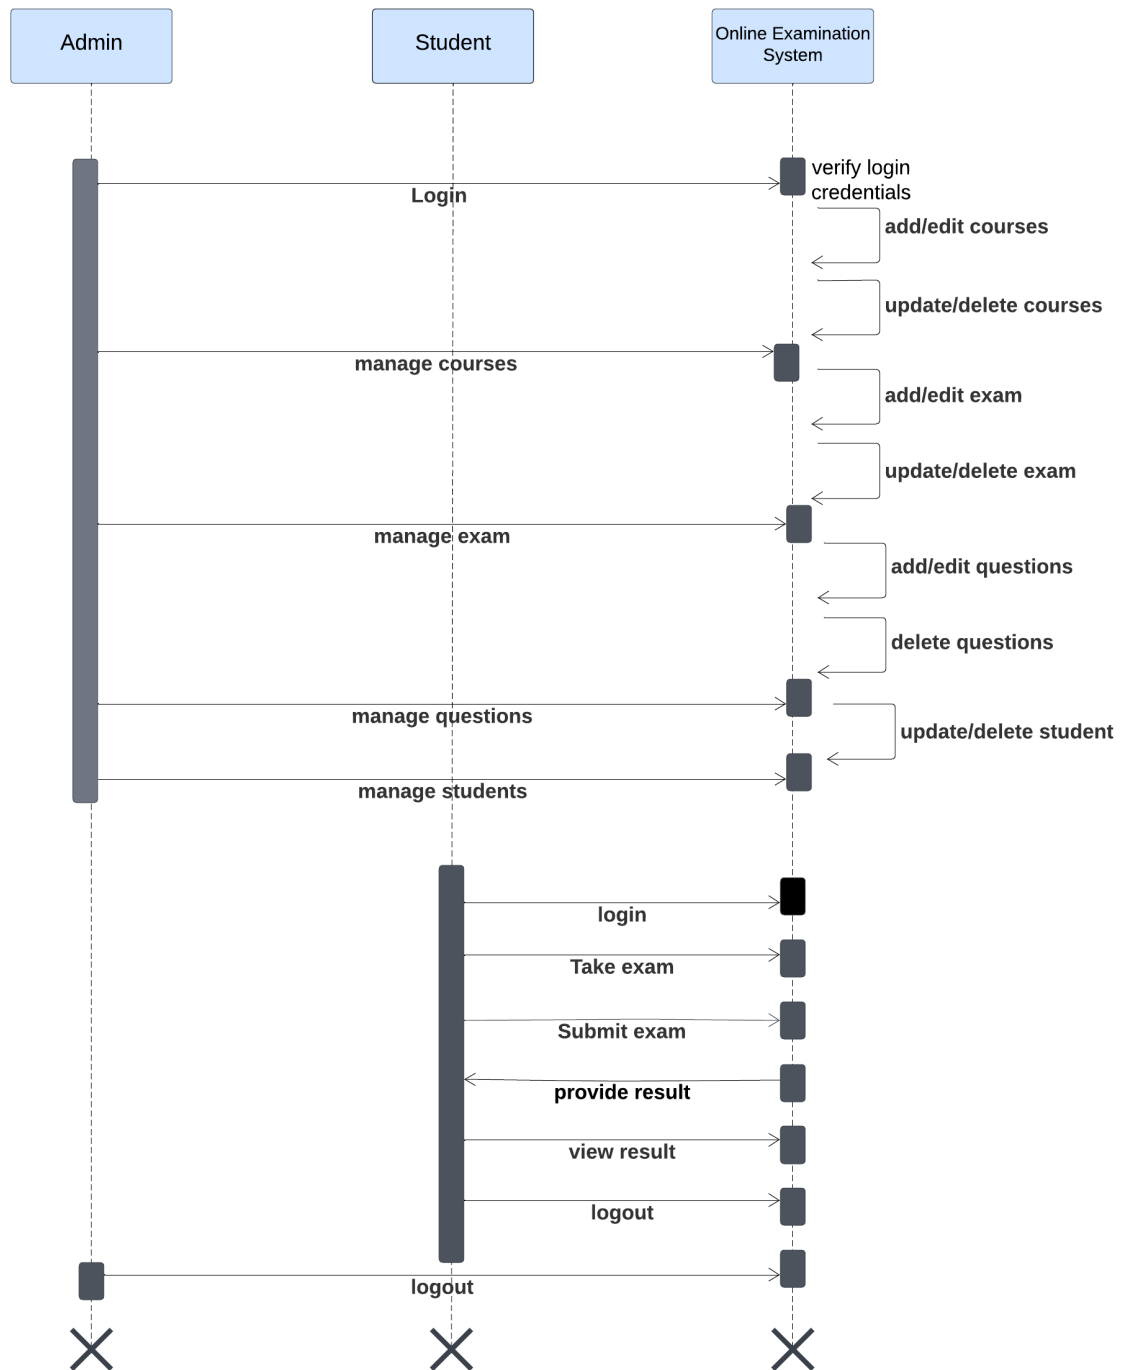 Admin
Student
Online Examination
System
verify login
credentials
Login
add/edit courses
update/delete courses
manage courses
add/edit exam
update/delete exam
manage exam
add/edit questions
delete questions
manage questions
update/delete student
manage students
login
Take exam
Submit exam
provide result
view result
logout
logout